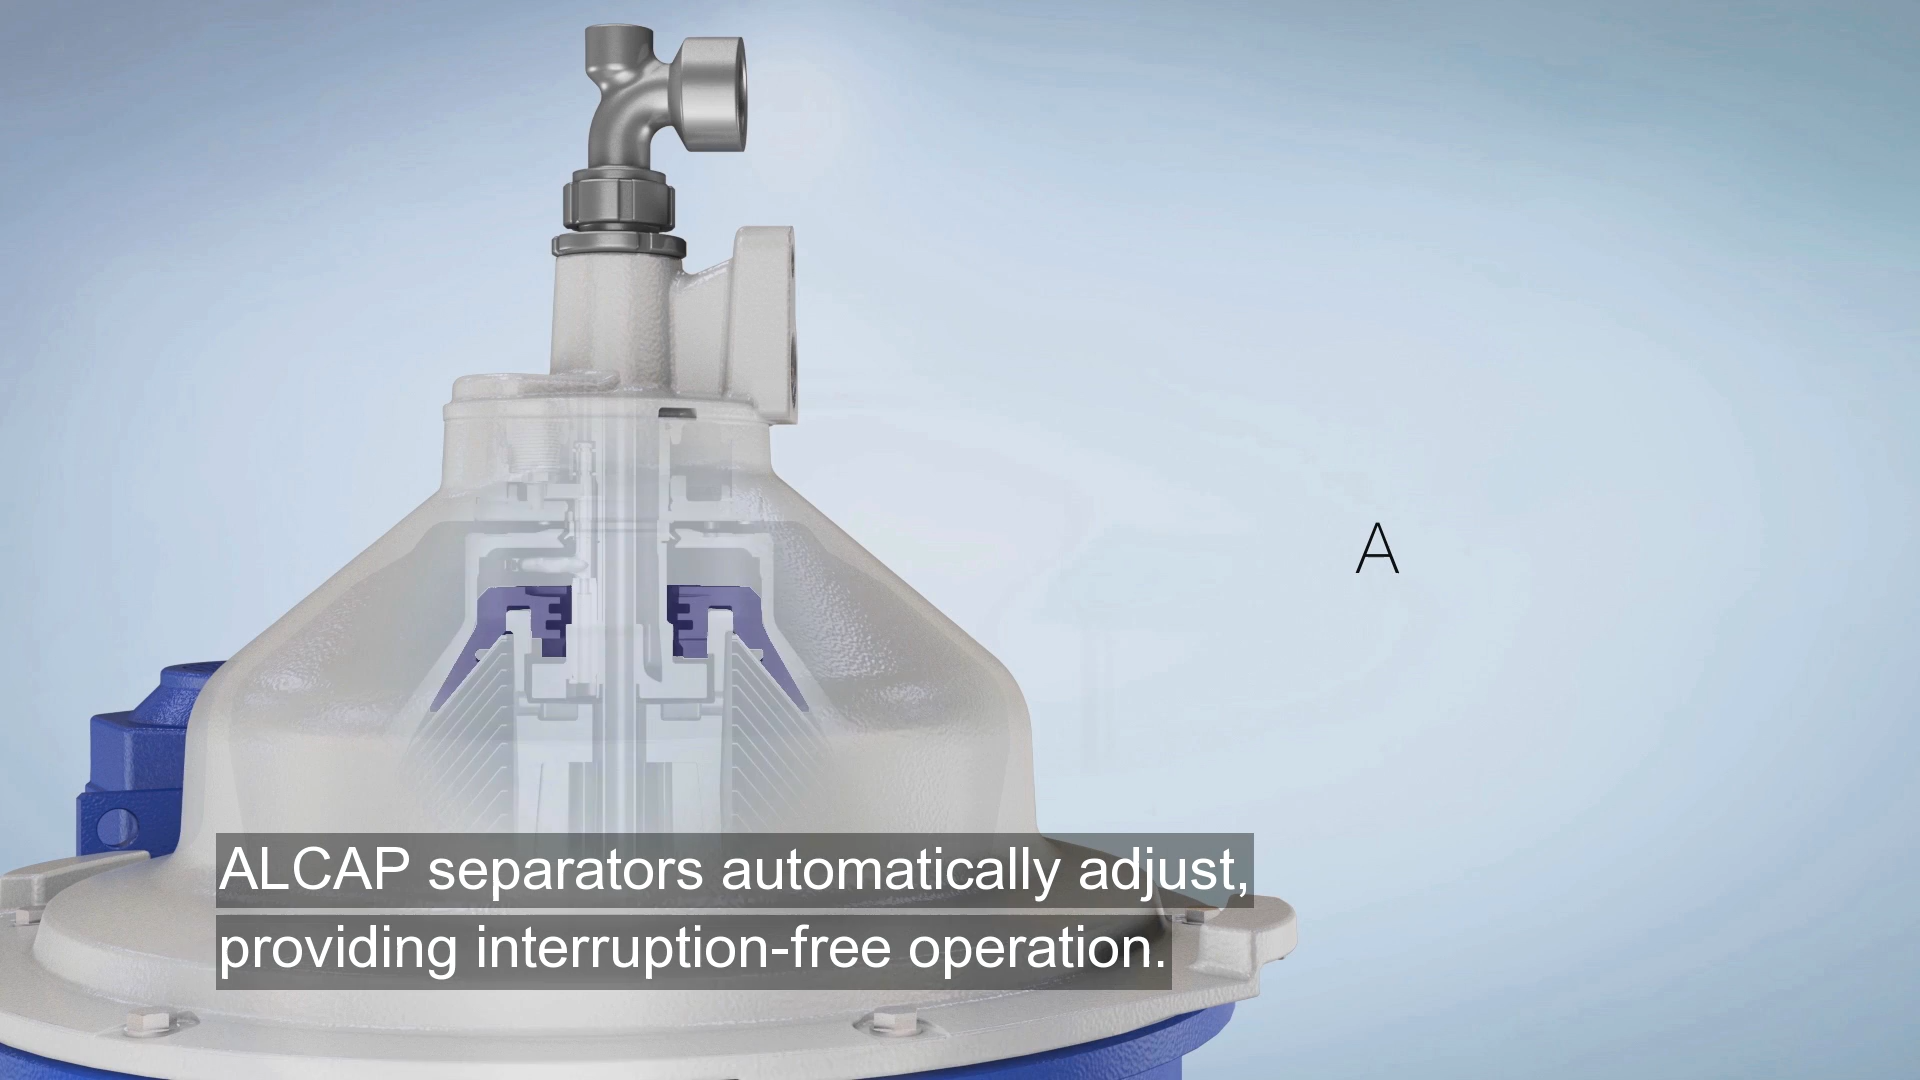 A
ALCAP separators automatically adjust,
providing interruption-free operation.